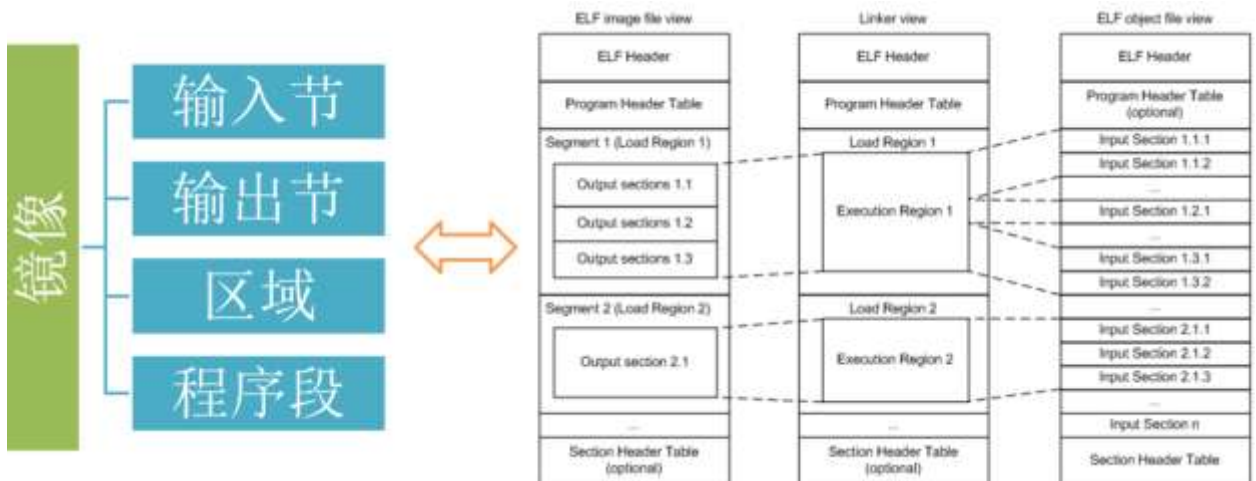 镜像
输入节
输出节
区域
程序段
ELF image file view
ELF Header
Program Header Table
Segment 1 (Load Region 1)
Output sections 1.1
Output sections 1.2
Output sections 1.3
Segment 2 (Load Region 2)
Output section 2.1
...
Section Header Table
(optional)
Linker view
ELF Header
Program Header Table
Load Region 1
Execution Region 1
Load Region 2
Execution Region 2
...
Section Header Table
(optional)
ELF object file view
ELF Header
Program Header Table
(optional)
Input Section 1.1.1
Input Section 1.1.2
...
Input Section 1.2.1
...
Input Section 1.3.1
Input Section 1.3.2
...
Input Section 2.1.1
Input Section 2.1.2
Input Section 2.1.3
...
Input Section n
Section Header Table